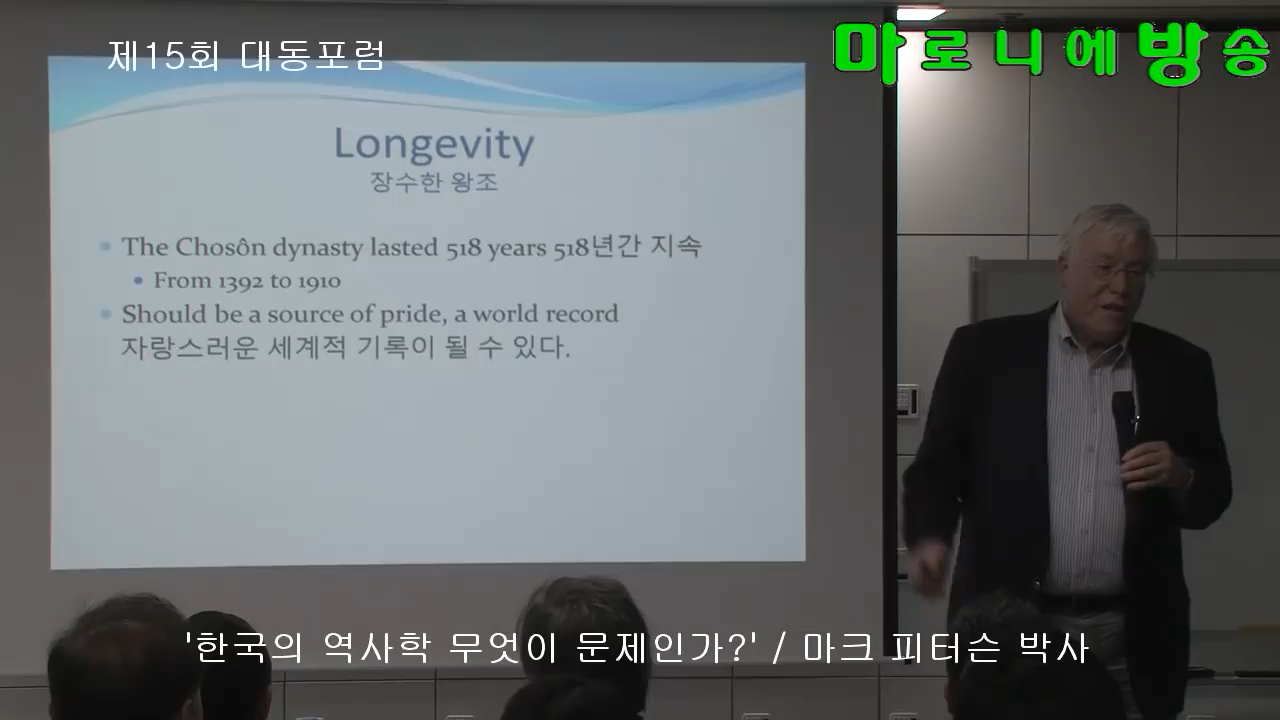 제15회 대동포럼
마로니에방송
Longevity
장수한 왕조
The Chosôn dynasty lasted 518 years 518년간 지속
From 1392 to 1910
Should be a source of pride, a world record
자랑스러운 세계적 기록이 될 수 있다.
'한국의 역사학 무엇이 문제인가?' / 마크 피터슨 박사